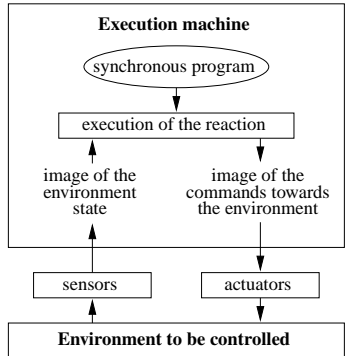 Execution machine
synchronous program
execution of the reaction
image of the
environment
state
image of the
commands towards
the environment
sensors
actuators
Environment to be controlled